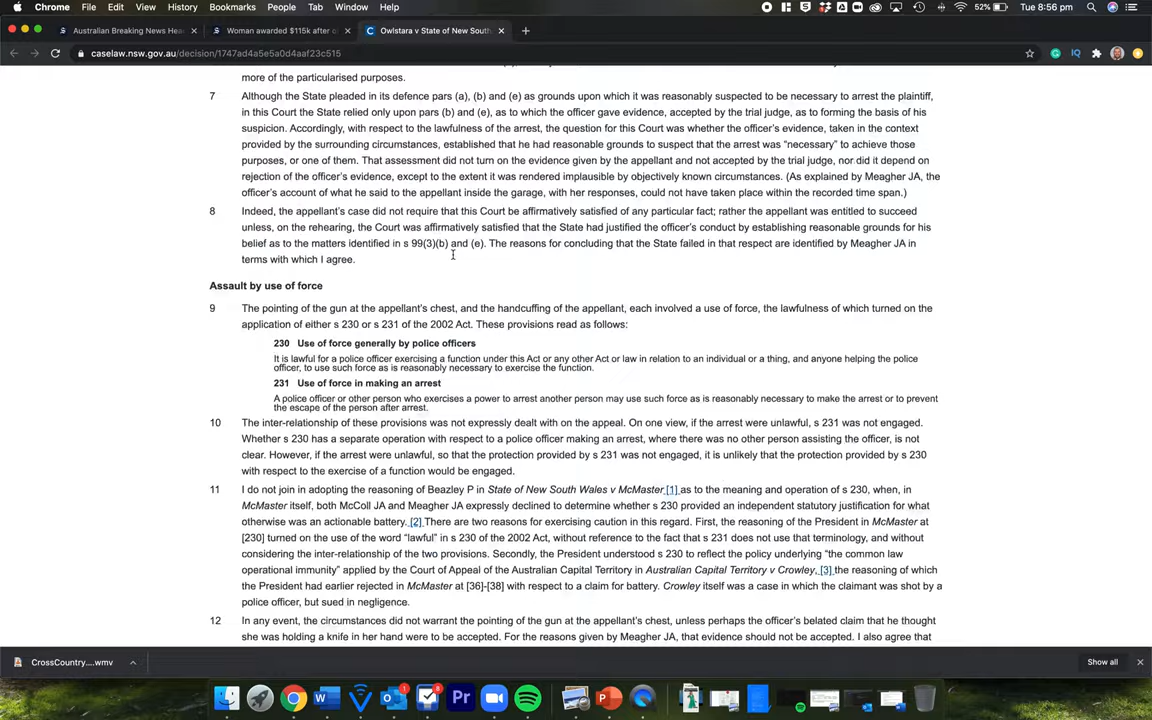 Chrome File Edit View History Bookmarks People Tab Window Help 52% Tue 8:56 pm
Australian Breaking News Hea × Woman awarded $115k after × Owlstara v State of New South ×
caselaw.nsw.gov.au/decision/1747ad4a5e5a0d4aaf23c515
more of the particularised purposes.
7 Although the State pleaded in its defence pars (a), (b) and (e) as grounds upon which it was reasonably suspected to be necessary to arrest the plaintiff,
in this Court the State relied only upon pars (b) and (e), as to which the officer gave evidence, accepted by the trial judge, as to forming the basis of his
suspicion. Accordingly, with respect to the lawfulness of the arrest, the question for this Court was whether the officer's evidence, taken in the context
provided by the surrounding circumstances, established that he had reasonable grounds to suspect that the arrest was "necessary" to achieve those
purposes, or one of them. That assessment did not turn on the evidence given by the appellant and not accepted by the trial judge, nor did it depend on
rejection of the officer's evidence, except to the extent it was rendered implausible by objectively known circumstances. (As explained by Meagher JA, the
officer's account of what he said to the appellant inside the garage, with her responses, could not have taken place within the recorded time span.)
8 Indeed, the appellant's case did not require that this Court be affirmatively satisfied of any particular fact; rather the appellant was entitled to succeed
unless, on the rehearing, the Court was affirmatively satisfied that the State had justified the officer's conduct by establishing reasonable grounds for his
belief as to the matters identified in s 99(3)(b) and (e). The reasons for concluding that the State failed in that respect are identified by Meagher JA in
terms with which I agree.
Assault by use of force
9 The pointing of the gun at the appellant's chest, and the handcuffing of the appellant, each involved a use of force, the lawfulness of which turned on the
application of either s 230 or s 231 of the 2002 Act. These provisions read as follows:
230 Use of force generally by police officers
It is lawful for a police officer exercising a function under this Act or any other Act or law in relation to an individual or a thing, and anyone helping the police
officer, to use such force as is reasonably necessary to exercise the function.
231 Use of force in making an arrest
A police officer or other person who exercises a power to arrest another person may use such force as is reasonably necessary to make the arrest or to prevent
the escape of the person after arrest.
10 The inter-relationship of these provisions was not expressly dealt with on the appeal. On one view, if the arrest were unlawful, s 231 was not engaged.
Whether s 230 has a separate operation with respect to a police officer making an arrest, where there was no other person assisting the officer, is not
clear. However, if the arrest were unlawful, so that the protection provided by s 231 was not engaged, it is unlikely that the protection provided by s 230
with respect to the exercise of a function would be engaged.
11 I do not join in adopting the reasoning of Beazley P in State of New South Wales v McMaster [1] as to the meaning and operation of s 230, when, in
McMaster itself, both McColl JA and Meagher JA expressly declined to determine whether s 230 provided an independent statutory justification for what
otherwise was an actionable battery. [2] There are two reasons for exercising caution in this regard. First, the reasoning of the President in McMaster at
[230] turned on the use of the word "lawful" in s 230 of the 2002 Act, without reference to the fact that s 231 does not use that terminology, and without
considering the inter-relationship of the two provisions. Secondly, the President understood s 230 to reflect the policy underlying "the common law
operational immunity" applied by the Court of Appeal of the Australian Capital Territory in Australian Capital Territory v Crowley, [3] the reasoning of which
the President had earlier rejected in McMaster at [36]-[38] with respect to a claim for battery. Crowley itself was a case in which the claimant was shot by a
police officer, but sued in negligence.
12 In any event, the circumstances did not warrant the pointing of the gun at the appellant's chest, unless perhaps the officer's belated claim that he thought
she was holding a knife in her hand were to be accepted. For the reasons given by Meagher JA, that evidence should not be accepted. I also agree that
CrossCountry....wmv Show all ×